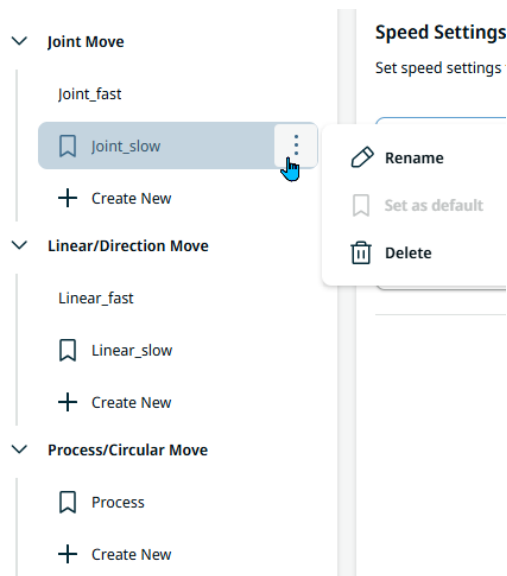 Joint Move
Joint_fast
Joint_slow
Create New
Linear/Direction Move
Linear_fast
Linear_slow
Create New
Process/Circular Move
Process
Create New
Speed Settings
Set speed settings
Rename
Set as default
Delete